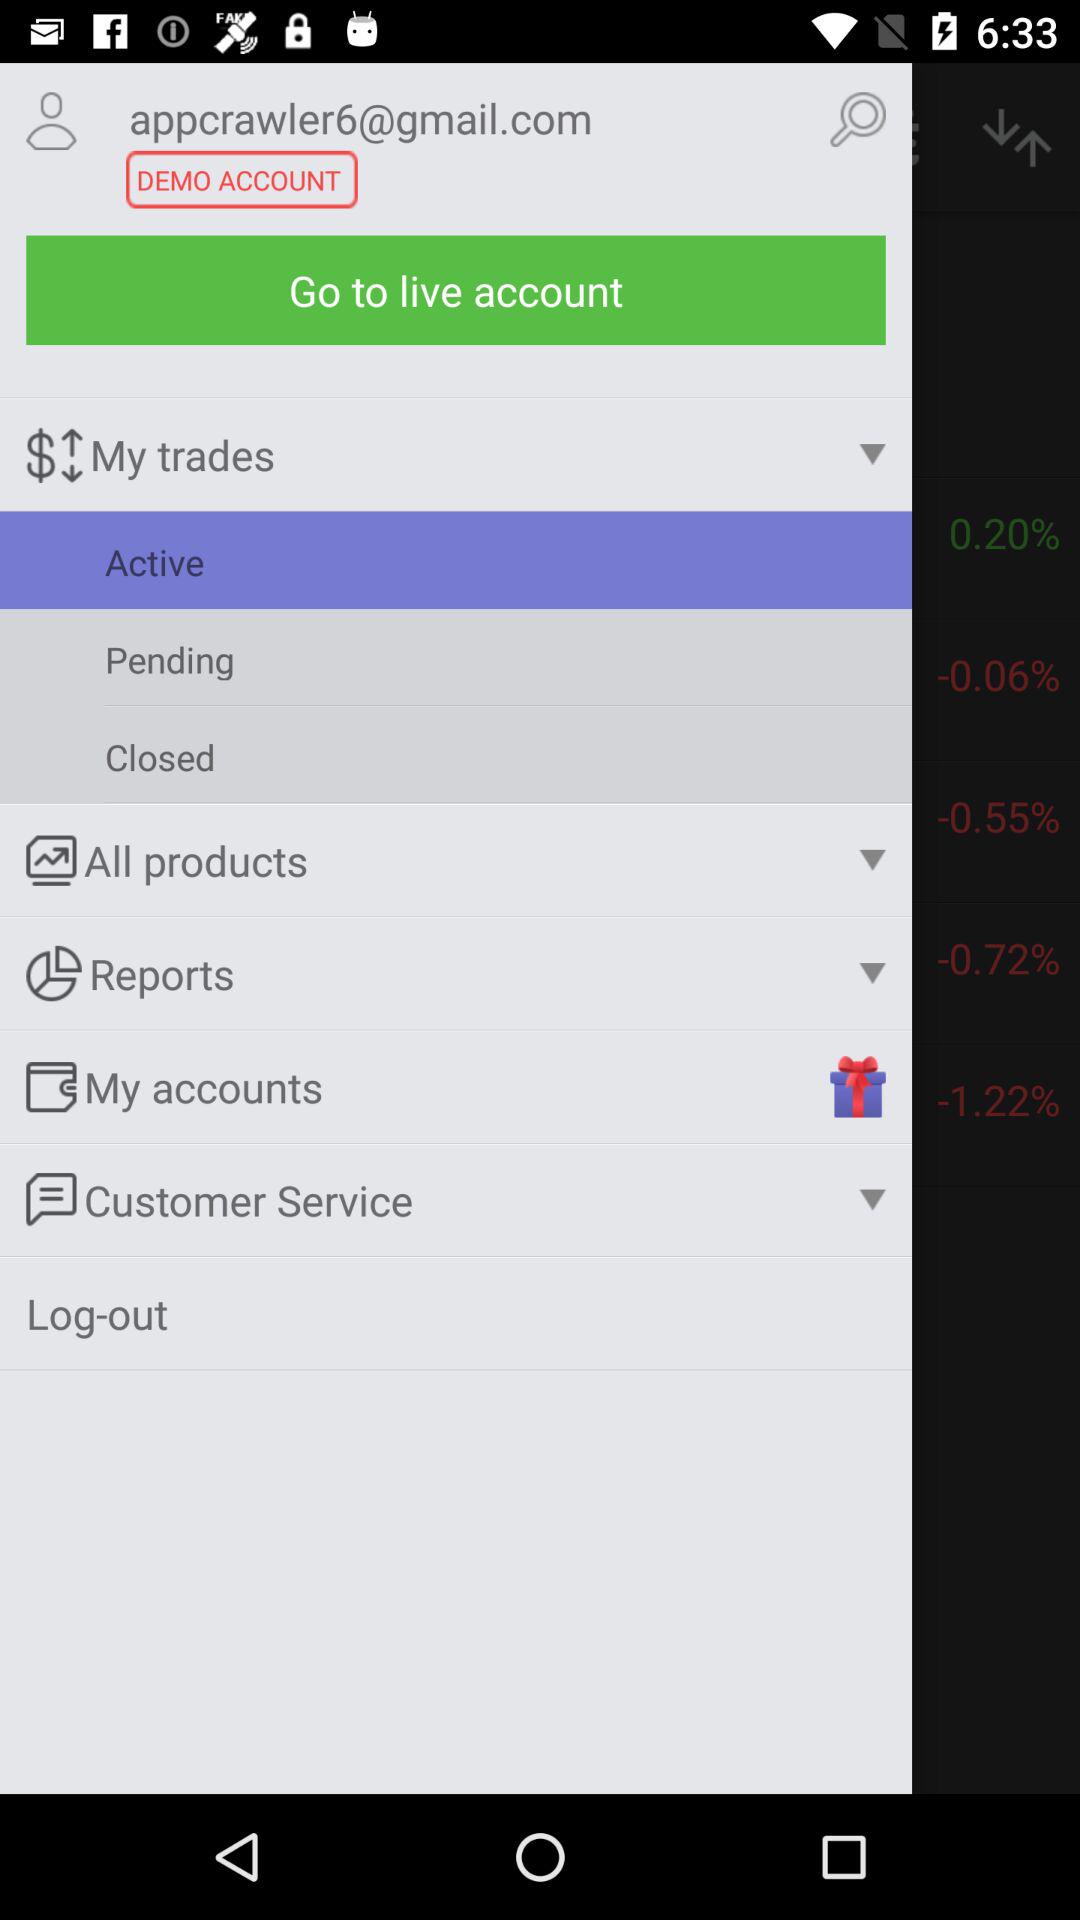 FAKE
6:33
appcrawler6@gmail.com
DEMO ACCOUNT
Go to live account
My trades
Active
0.20%
Pending
-0.06%
Closed
-0.55%
All products
-0.72%
Reports
My accounts
-1.22%
Customer Service
Log-out